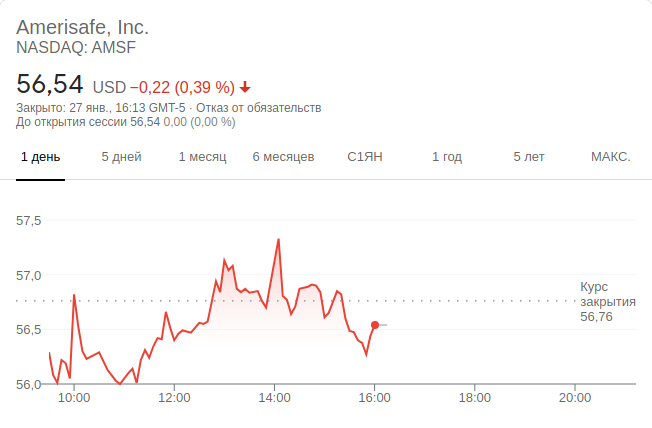 Amerisafe, Inc.
NASDAQ: AMSF
56,54 USD −0,22 (0,39 %)
Закрыто: 27 янв., 16:13 GMT-5 · Отказ от обязательств
До открытия сессии 56,54 0,00 (0,00 %)
1 день 5 дней 1 месяц 6 месяцев С1ЯН 1 год 5 лет МАКС.
57,5
57,0
Курс
закрытия
56,76
56,5
56,0
10:00 12:00 14:00 16:00 18:00 20:00